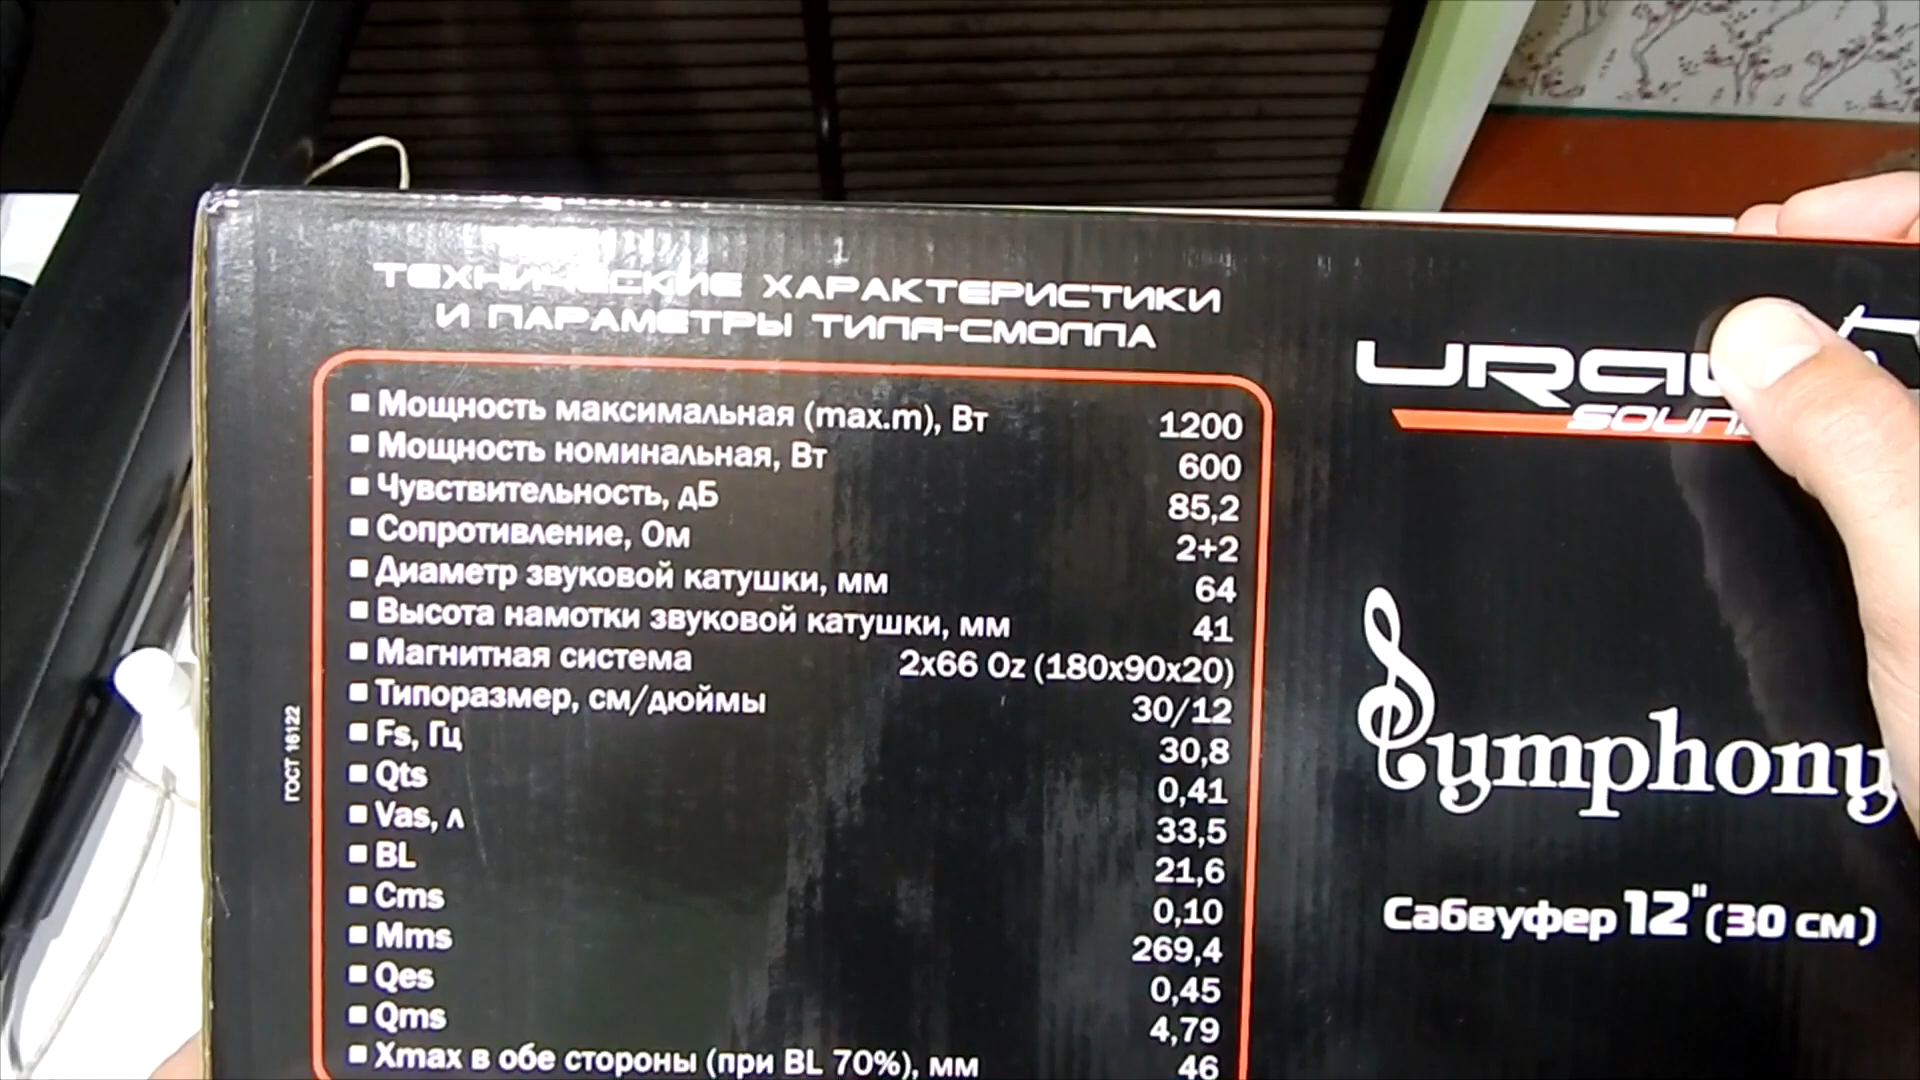 ТЕХНИЧЕСКИЕ ХАРАКТЕРИСТИКИ
И ПАРАМЕТРЫ ТИЛЯ-СМОЛЛА
Мощность максимальная (max.m), Вт 1200
Мощность номинальная, Вт 600
Чувствительность, дБ 85,2
Сопротивление, Ом 2+2
Диаметр звуковой катушки, мм 64
Высота намотки звуковой катушки, мм 41
Магнитная система 2x66 Oz (180x90x20)
Типоразмер, см/дюймы 30/12
Fs, Гц 30,8
Qts 0,41
Vas, л 33,5
BL 21,6
Cms 0,10
Mms 269,4
Qes 0,45
Qms 4,79
Xmax в обе стороны (при BL 70%), мм 46
ГОСТ 16122
Symphony
Сабвуфер 12" (30 см)